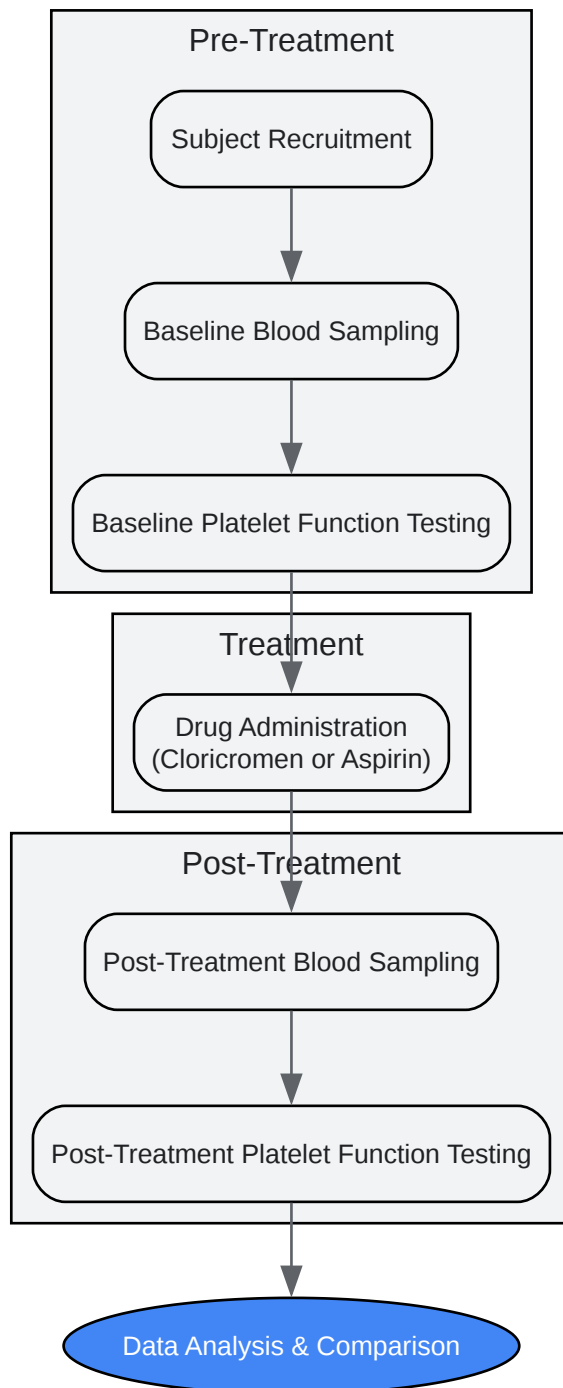 Pre-Treatment
Subject Recruitment
Baseline Blood Sampling
Baseline Platelet Function Testing
Treatment
Drug Administration
(Cloricromen or Aspirin)
Post-Treatment
Post-Treatment Blood Sampling
Post-Treatment Platelet Function Testing
Data Analysis & Comparison